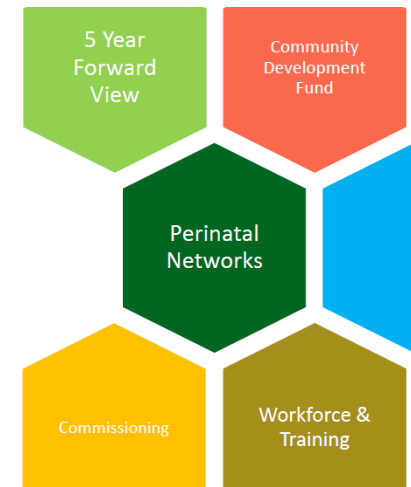 5 Year
Forward
View
Community
Development
Fund
Perinatal
Networks
Commissioning
Workforce &
Training